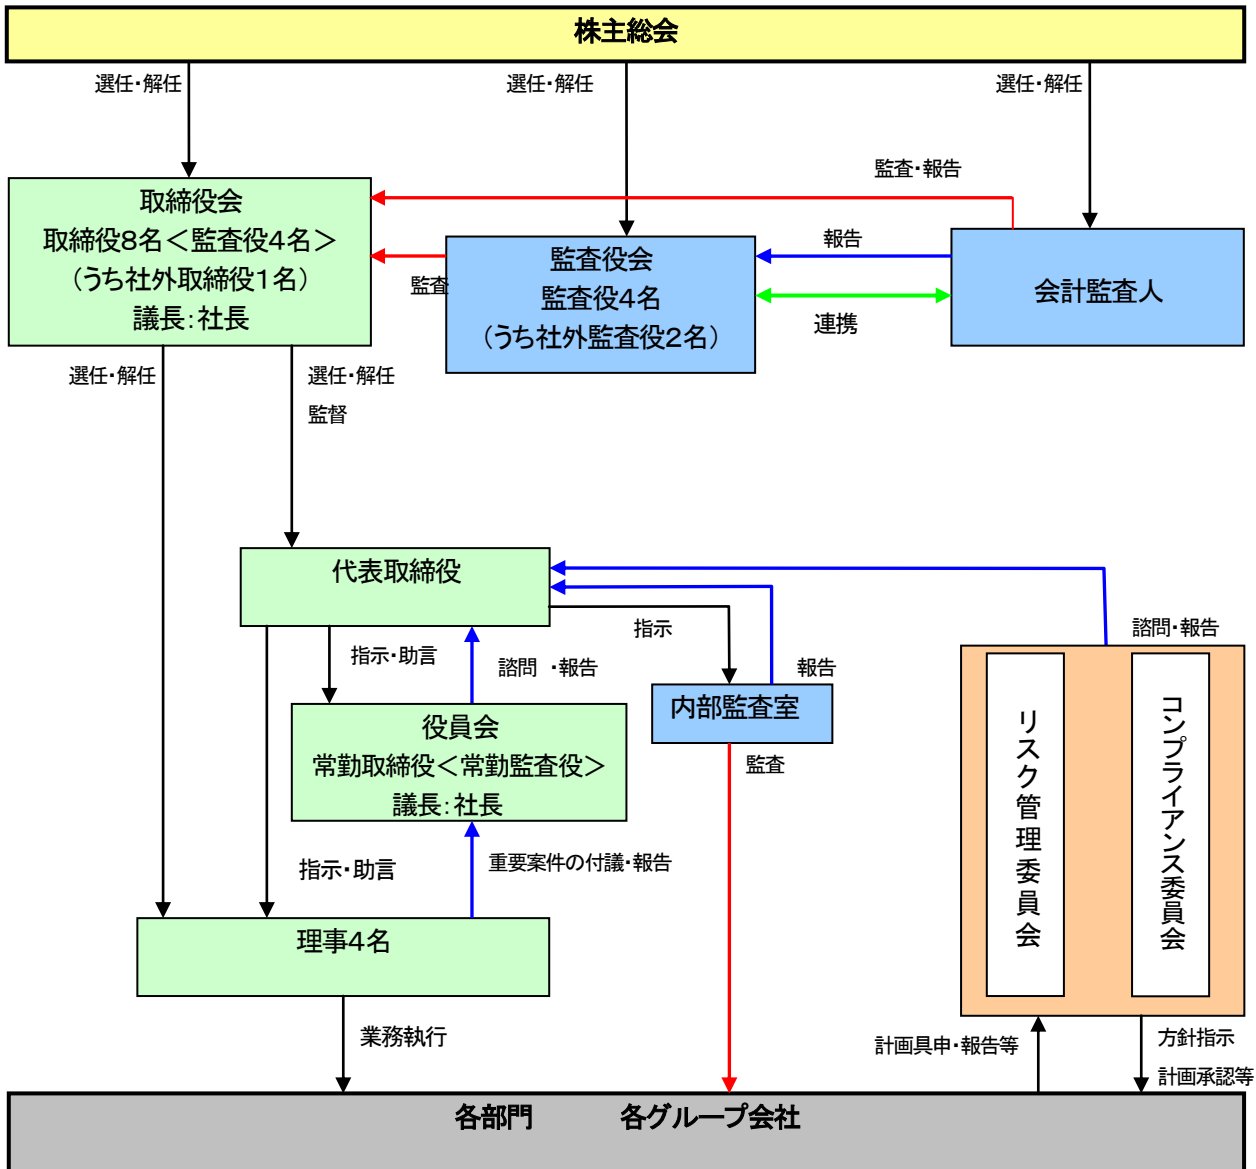 株主総会
選任・解任
選任・解任
選任・解任
監査・報告
取締役会
取締役8名＜監査役4名＞
（うち社外取締役1名）
議長：社長
監査
監査役会
監査役4名
（うち社外監査役2名）
報告
連携
会計監査人
選任・解任
選任・解任
監督
代表取締役
指示
諮問・報告
指示・助言
諮問 ・報告
報告
内部監査室
役員会
常勤取締役＜常勤監査役＞
議長：社長
監査
リスク管理委員会
コンプライアンス委員会
指示・助言
重要案件の付議・報告
理事4名
業務執行
計画具申・報告等
方針指示
計画承認等
各部門 各グループ会社